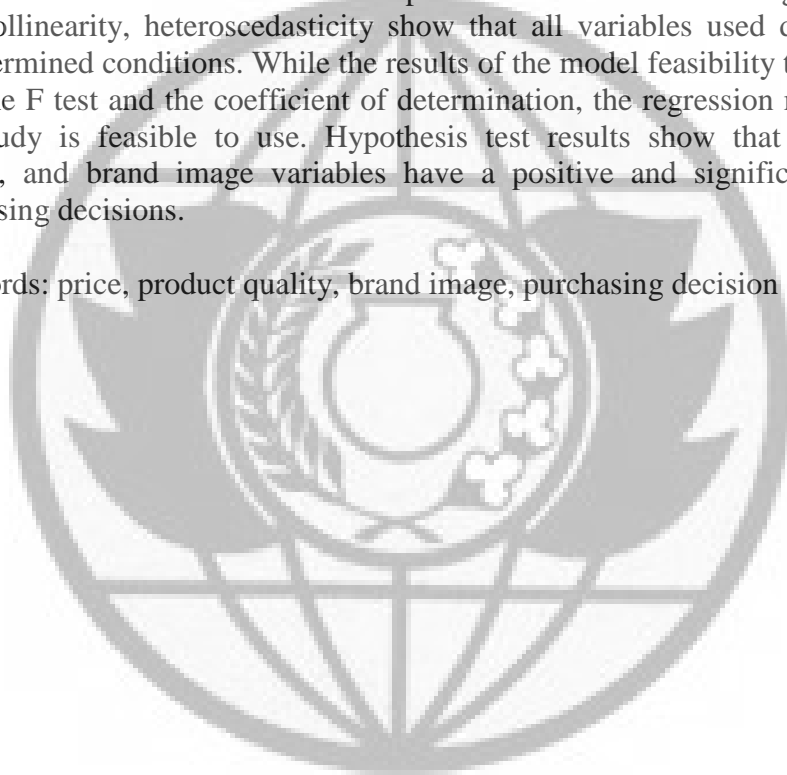 ollinearity, heteroscedasticity show that all variables used
ermined conditions. While the results of the model feasibility
e F test and the coefficient of determination, the regression
udy is feasible to use. Hypothesis test results show that
, and brand image variables have a positive and signific
sing decisions.
rds: price, product quality, brand image, purchasing decision